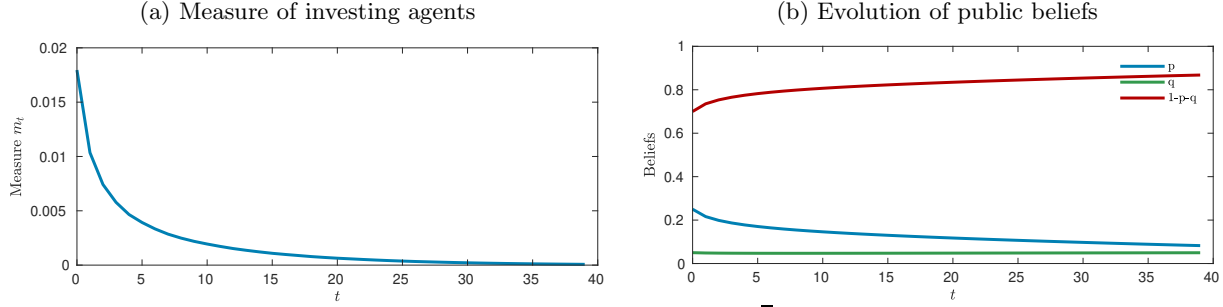 (a) Measure of investing agents
0.02
0.015
0.01
0.005
0
Measure m_t
0 5 10 15 20 25 30 35 40
t
(b) Evolution of public beliefs
1
0.8
0.6
0.4
0.2
0
Beliefs
p
q
1-p-q
0 5 10 15 20 25 30 35 40
t